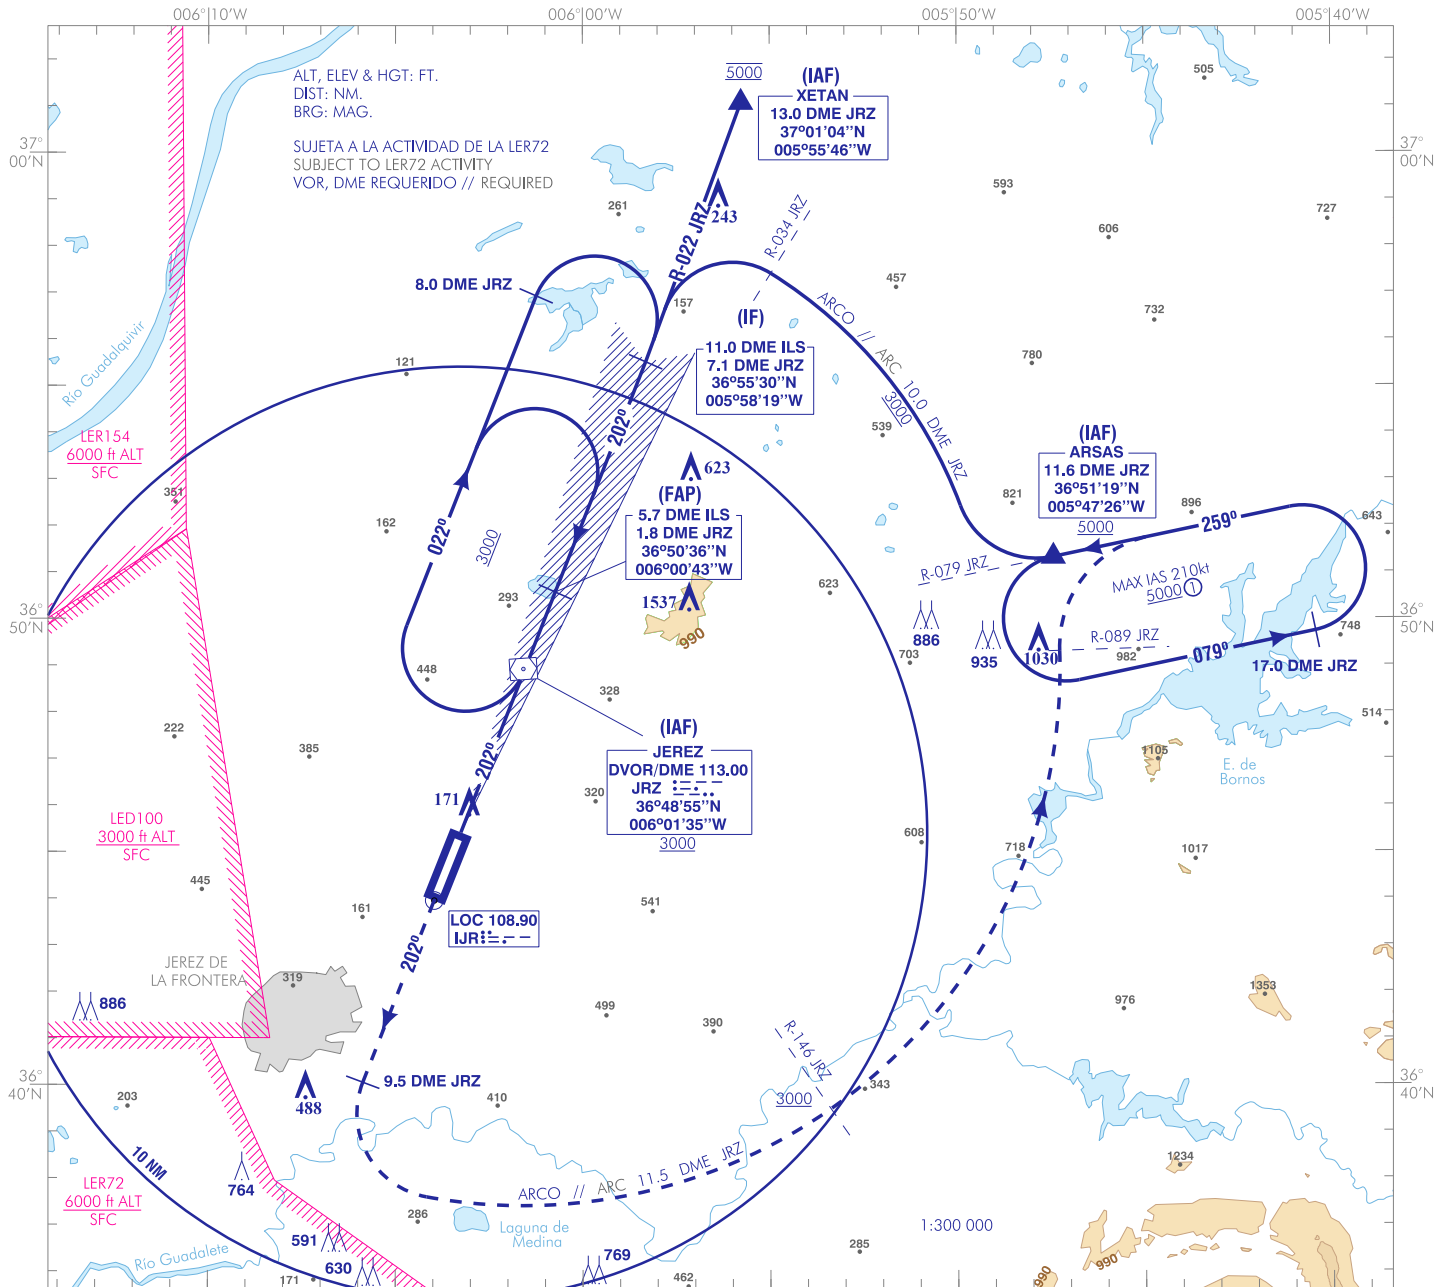 006°10'W
006°00'W
005°50'W
005°40'W
ALT, ELEV & HGT: FT.
DIST: NM.
BRG: MAG.
SUJETA A LA ACTIVIDAD DE LA LER72
SUBJECT TO LER72 ACTIVITY
VOR, DME REQUERIDO // REQUIRED
5000
(IAF)
XETAN
13.0 DME JRZ
37°01'04''N
005°55'46''W
505
37°
00'N
37°
00'N
593
727
606
261
243
R-034 JRZ
R-022 JRZ
8.0 DME JRZ
457
732
157
780
121
Río Guadalquivir
(IF)
11.0 DME ILS
7.1 DME JRZ
36°55'30''N
005°58'19''W
ARCO // ARC 10.0 DME JRZ
3000
539
202°
LER154
6000 ft ALT
SFC
351
(IAF)
ARSAS
11.6 DME JRZ
36°51'19''N
005°47'26''W
5000
623
821
896
643
259°
162
022°
3000
(FAP)
5.7 DME ILS
1.8 DME JRZ
36°50'36''N
006°00'43''W
R-079 JRZ
MAX IAS 210kt
5000 1
623
293
1537
990
36°
50'N
36°
50'N
886
935
1030
R-089 JRZ
982
079°
748
17.0 DME JRZ
703
448
328
514
222
385
202°
(IAF)
JEREZ
DVOR/DME 113.00
JRZ
36°48'55''N
006°01'35''W
3000
1105
E. de
Bornos
171
320
LED100
3000 ft ALT
SFC
608
718
1017
445
161
541
LOC 108.90
IJR
202°
JEREZ DE
LA FRONTERA
319
886
499
390
976
1353
R-146 JRZ
3000
343
36°
40'N
36°
40'N
9.5 DME JRZ
488
203
410
10 NM
764
LER72
6000 ft ALT
SFC
ARCO // ARC 11.5 DME JRZ
1234
286
Laguna de
Medina
1:300 000
285
591
630
769
Río Guadalete
171
462
990
990